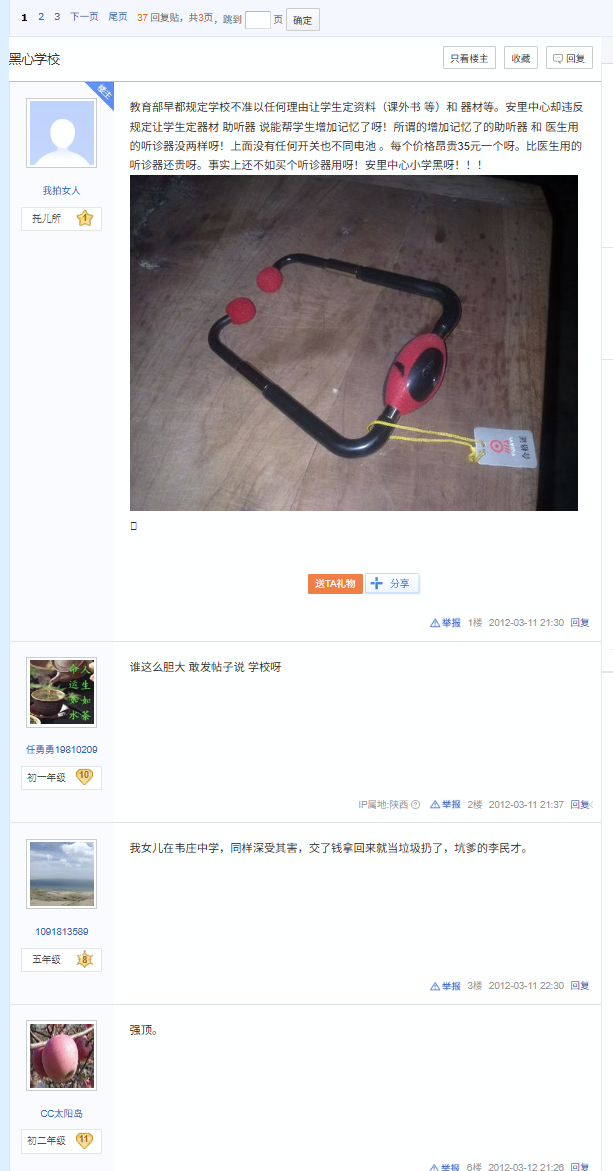 1 2 3 下一页 尾页 37 回复贴，共3页，跳到 页 确定
黑心学校 只看楼主 收藏 回复
楼主
教育部早都规定学校不准以任何理由让学生定资料（课外书 等）和 器材等。安里中心却违反
规定让学生定器材 助听器 说能帮学生增加记忆了呀！所谓的增加记忆了的助听器 和 医生用
的听诊器没两样呀！上面没有任何开关也不同电池 。每个价格昂贵35元一个呀。比医生用的
听诊器还贵呀。事实上还不如买个听诊器用呀！安里中心小学黑呀！！！
我拍女人
托儿所 1
合格证
送TA礼物 分享
举报 1楼 2012-03-11 21:30 回复
谁这么胆大 敢发帖子说 学校呀
命人
运生
如如
水茶
任勇勇19810209
初一年级 10
IP属地:陕西 举报 2楼 2012-03-11 21:37 回复
我女儿在韦庄中学，同样深受其害，交了钱拿回来就当垃圾扔了，坑爹的李民才。
1091813589
五年级 8
举报 3楼 2012-03-11 22:30 回复
强顶。
CC太阳岛
初二年级 11
举报 6楼 2012-03-12 21:26 回复